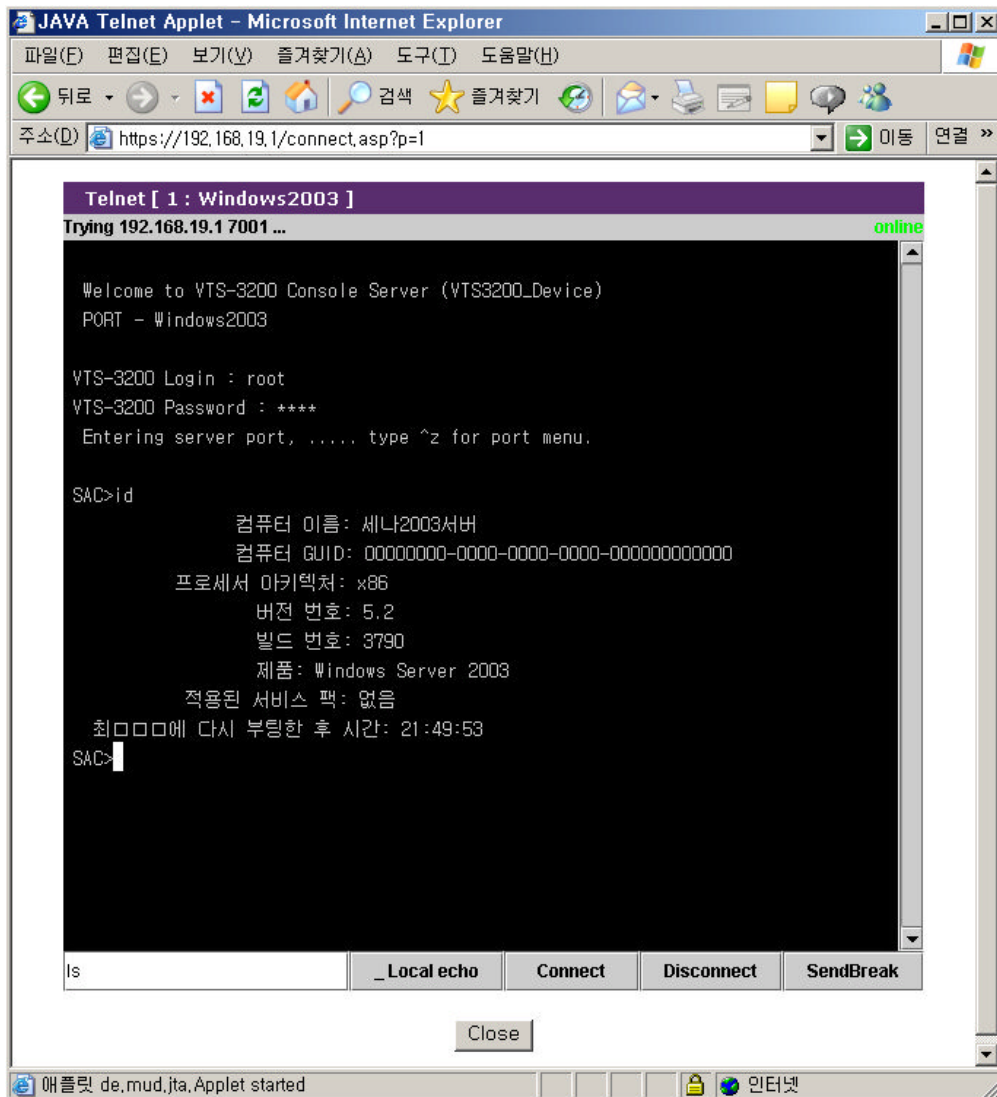 JAVA Telnet Applet - Microsoft Internet Explorer
파일(F) 편집(E) 보기(V) 즐겨찾기(A) 도구(T) 도움말(H)
뒤로 검색 즐겨찾기
주소(D) https://192,168,19,1/connect,asp?p=1 이동 연결 »
Telnet [ 1 : Windows2003 ]
Trying 192.168.19.1 7001 ... online
Welcome to VTS-3200 Console Server (VTS3200_Device)
PORT - Windows2003
VTS-3200 Login : root
VTS-3200 Password : ****
Entering server port, ..... type ^z for port menu.
SAC>id
컴퓨터 이름: 세나2003서버
컴퓨터 GUID: 00000000-0000-0000-0000-000000000000
프로세서 아키텍처: x86
버전 번호: 5.2
빌드 번호: 3790
제품: Windows Server 2003
적용된 서비스 팩: 없음
최□□□에 다시 부팅한 후 시간: 21:49:53
SAC>
ls _Local echo Connect Disconnect SendBreak
Close
애플릿 de,mud,jta,Applet started 인터넷